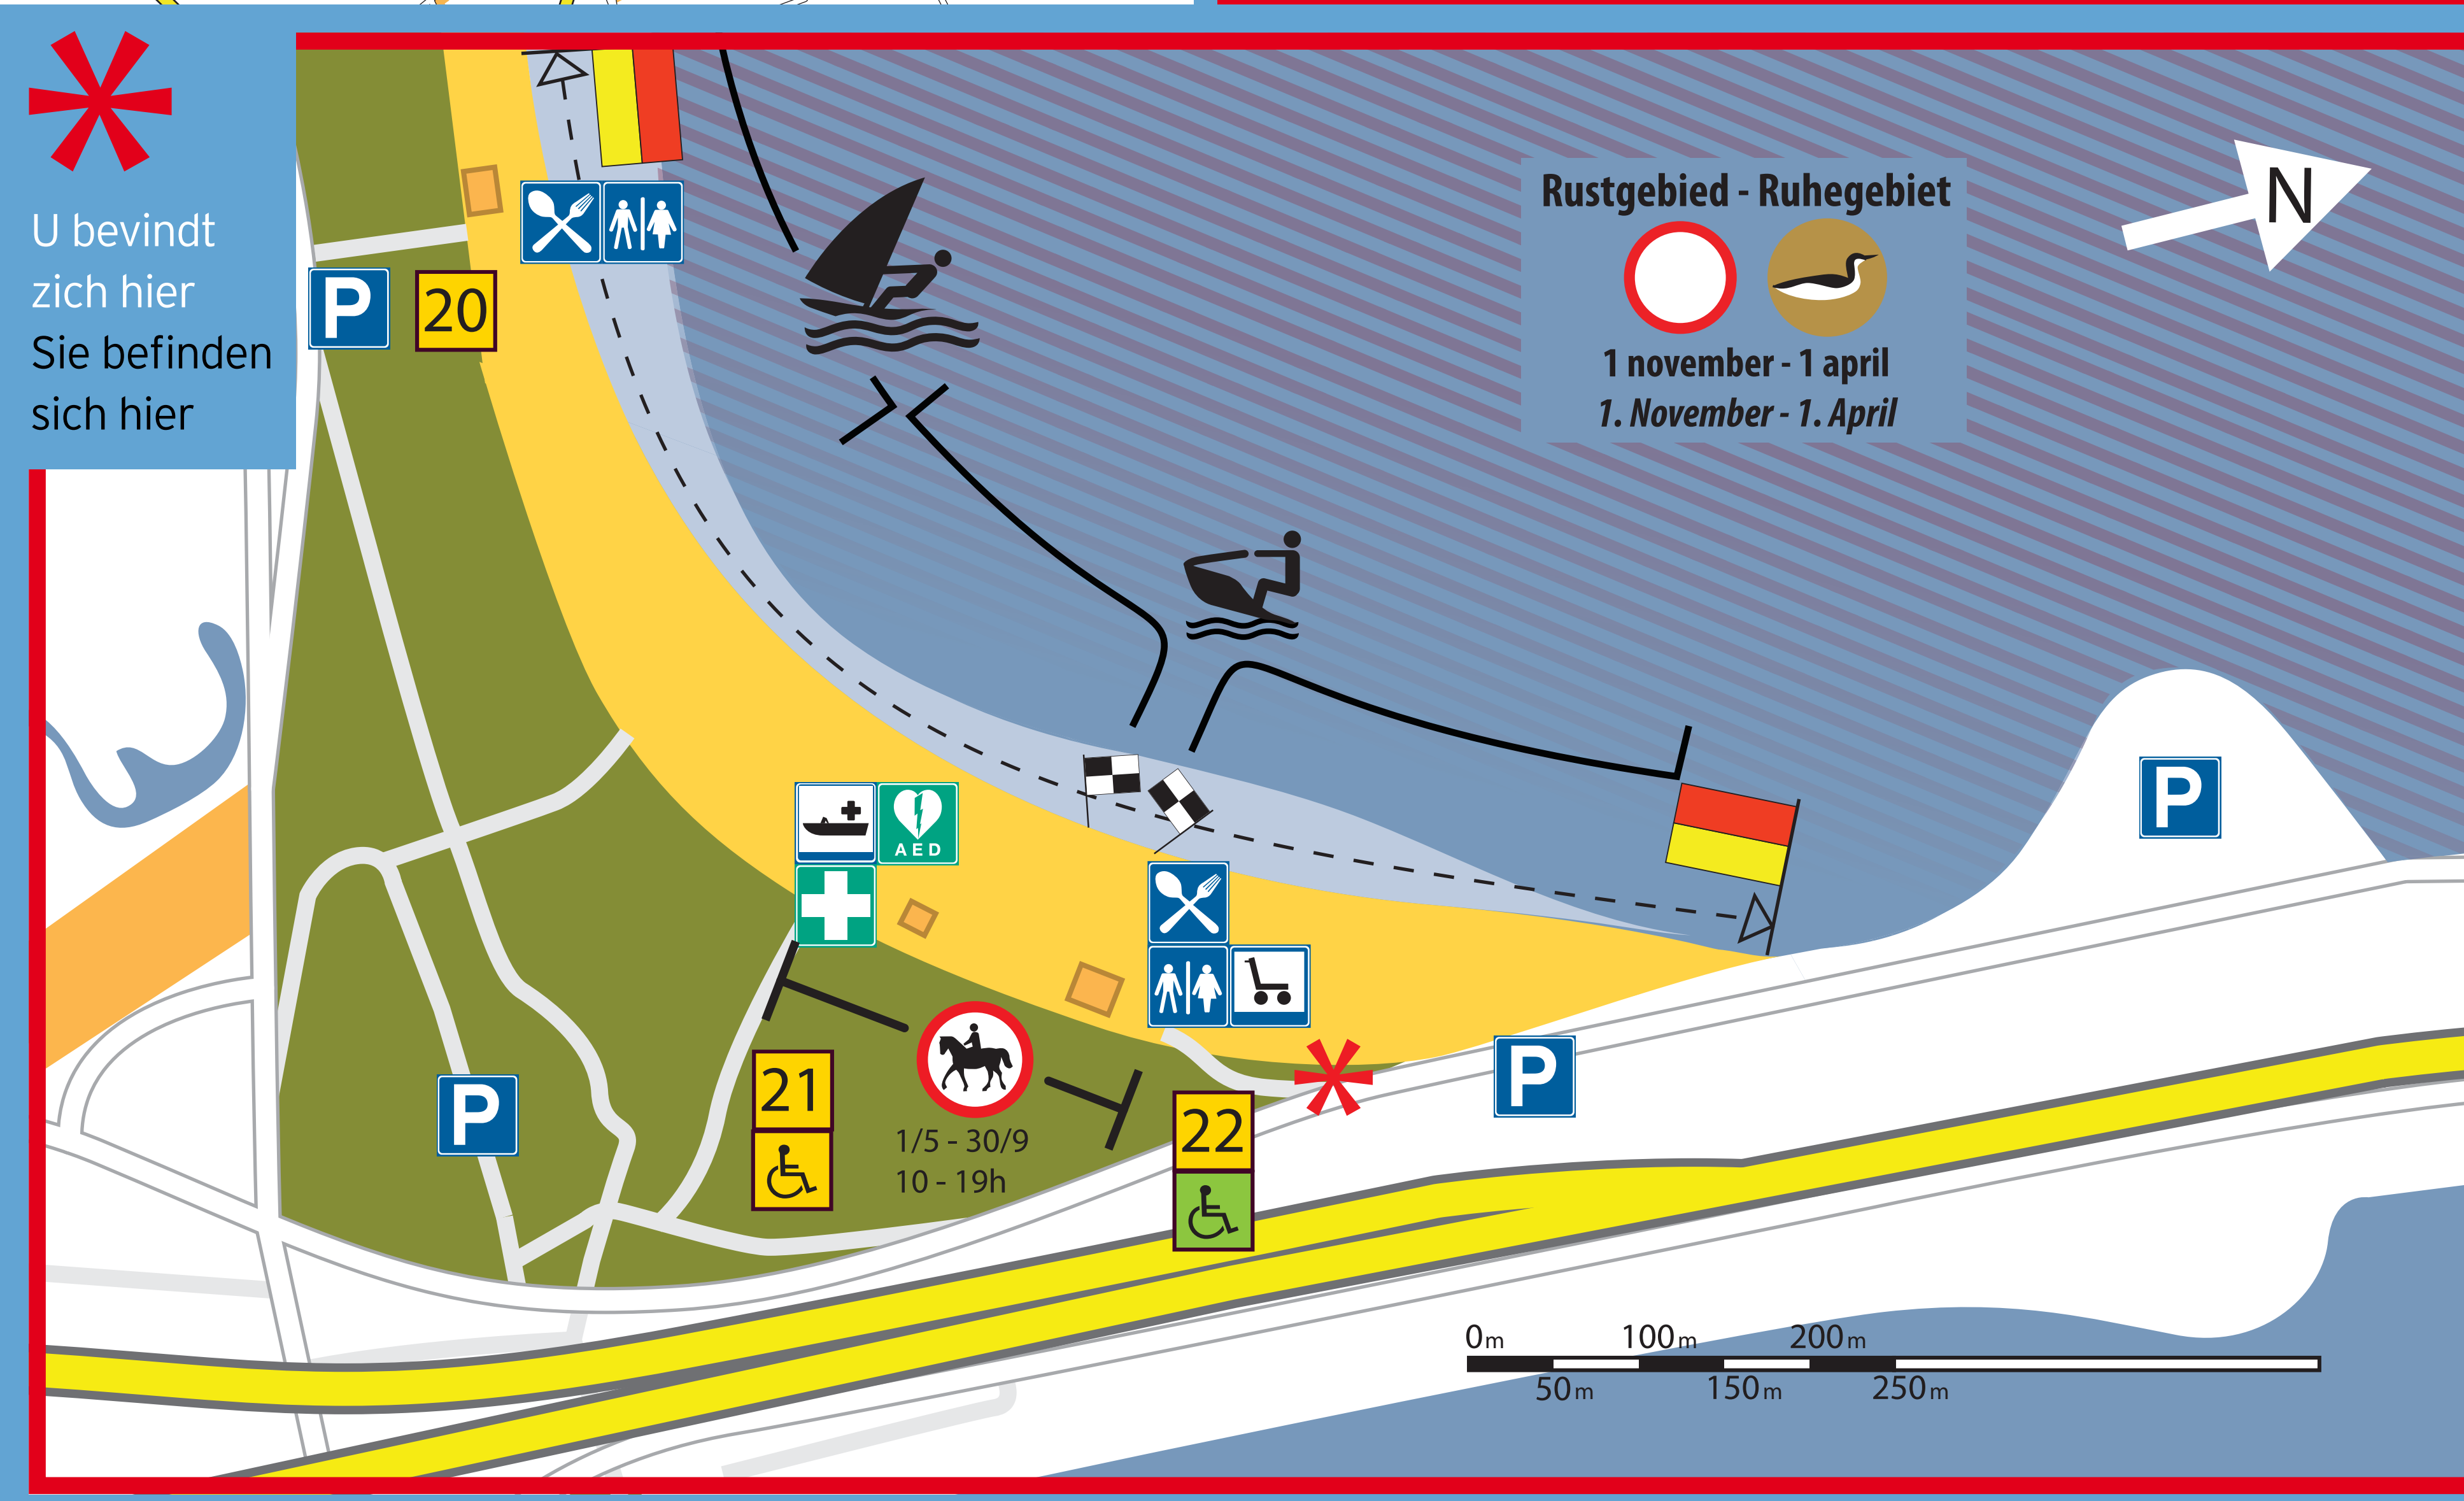 U bevindt
zich hier
Sie befinden
sich hier
P
20
Rustgebied - Ruhegebiet
1 november - 1 april
1. November - 1. April
N
P
AED
P
21
1/5 - 30/9
10 - 19h
22
P
P
0m 100m 200m
50m 150m 250m